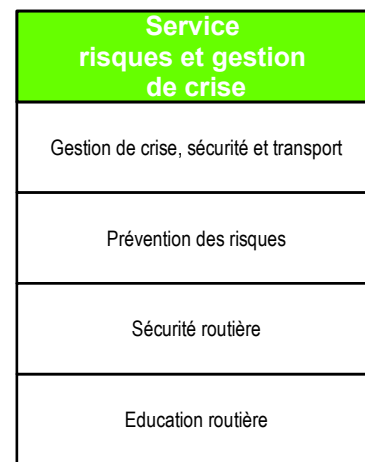 Service
risques et gestion
de crise
Gestion de crise, sécurité et transport
Prévention des risques
Sécurité routière
Education routière